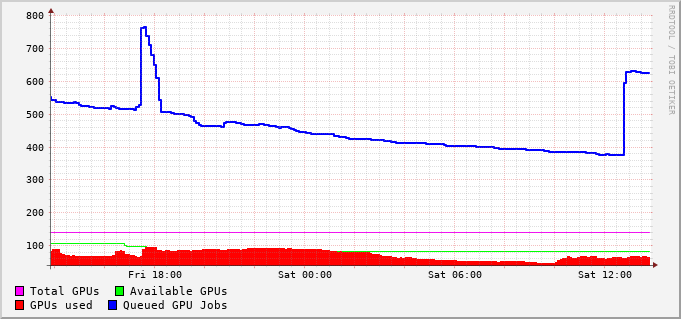 800
700
600
500
400
300
200
100
Fri 18:00 Sat 00:00 Sat 06:00 Sat 12:00
Total GPUs Available GPUs
GPUs used Queued GPU Jobs
RRDTOOL / TOBI OETIKER